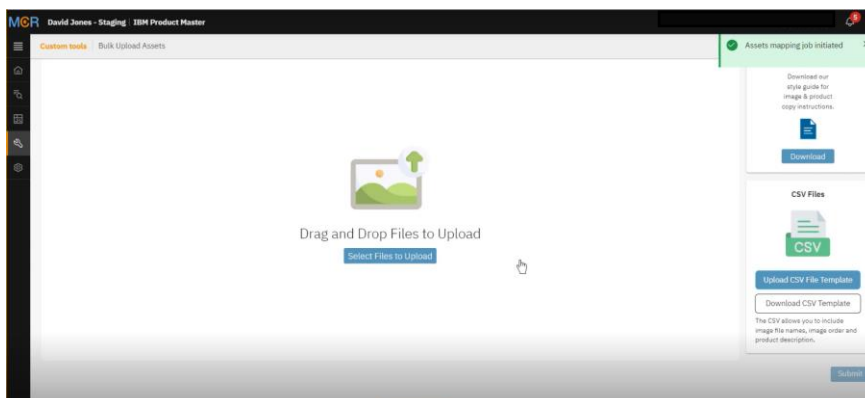 MCR David Jones - Staging | IBM Product Master
5
Custom tools | Bulk Upload Assets
Assets mapping job initiated
Download our
style guide for
image & product
copy instructions.
Download
Drag and Drop Files to Upload
Select Files to Upload
CSV Files
CSV
Upload CSV File Template
Download CSV Template
The CSV allows you to include
image file names, image order and
product description.
Submit